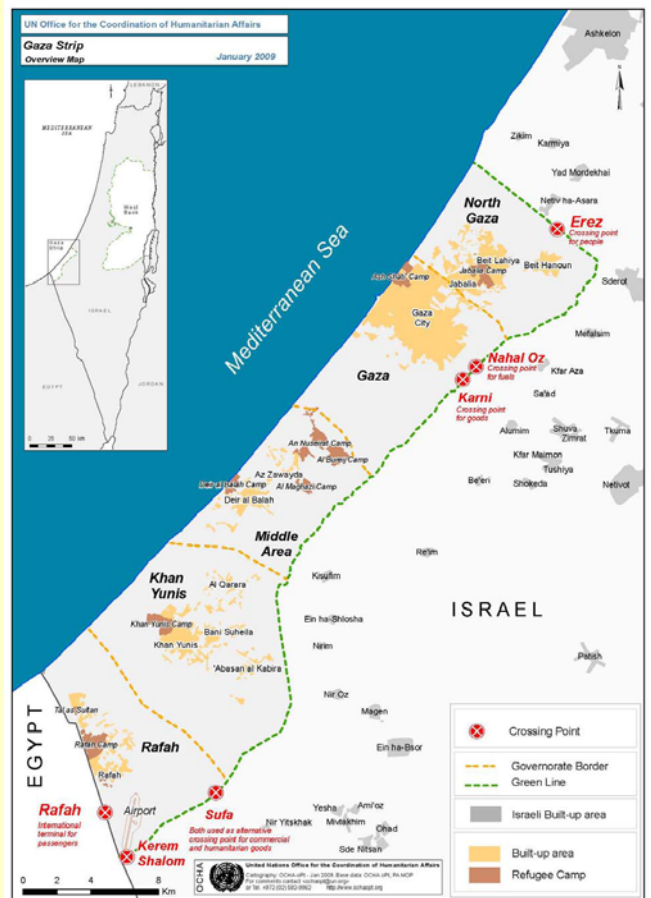 UN Office for the Coordination of Humanitarian Affairs
Gaza Strip
Overview Map
January 2009
LEBANON
MEDITERRANEAN
SEA
West
Bank
Gaza
Strip
ISRAEL
EGYPT
JORDAN
0 25 50 km
N
Ashkelon
Zikim
Karmiya
Yad Mordekhai
Netiv ha-Asara
North
Gaza
Erez
Crossing point
for people
Beit Lahiya
Beit Hanoun
Jabalia Camp
Jabalia
Sderot
Gaza
City
Mediterranean Sea
Mefalsim
Nahal Oz
Crossing point
for fuels
Kfar Aza
Gaza
Karni
Crossing point
for goods
Sa'ad
Alumim
Shuva
Zimrat
Tkuma
An Nuseirat Camp
Al Bureij Camp
Kfar Maimon
Tushiya
Az Zawayda
Deir al Balah Camp
Al Maghazi Camp
Be'eri
Shokeda
Netivot
Deir al Balah
Middle
Area
Re'im
Khan
Yunis
Kisufim
Al Qarara
ISRAEL
Khan Yunis Camp
Bani Suheila
Ein ha-Shlosha
Khan Yunis
Nirim
Patish
'Abasan al Kabira
Nir Oz
Magen
Tal as Sultan
EGYPT
Rafah Camp
Rafah
Ein ha-Bsor
Rafah
Rafah
International
terminal for
passengers
Airport
Sufa
Both used as alternative
crossing point for commercial
and humanitarian goods
Kerem
Shalom
Yesha
Ami'oz
Nir Yitskhak
Mivtakhim
Ohad
Sde Nitsan
Crossing Point
Governorate Border
Green Line
Israeli Built-up area
Built-up area
Refugee Camp
0 2 4 6 8
Km
OCHA
United Nations Office for the Coordination of Humanitarian Affairs